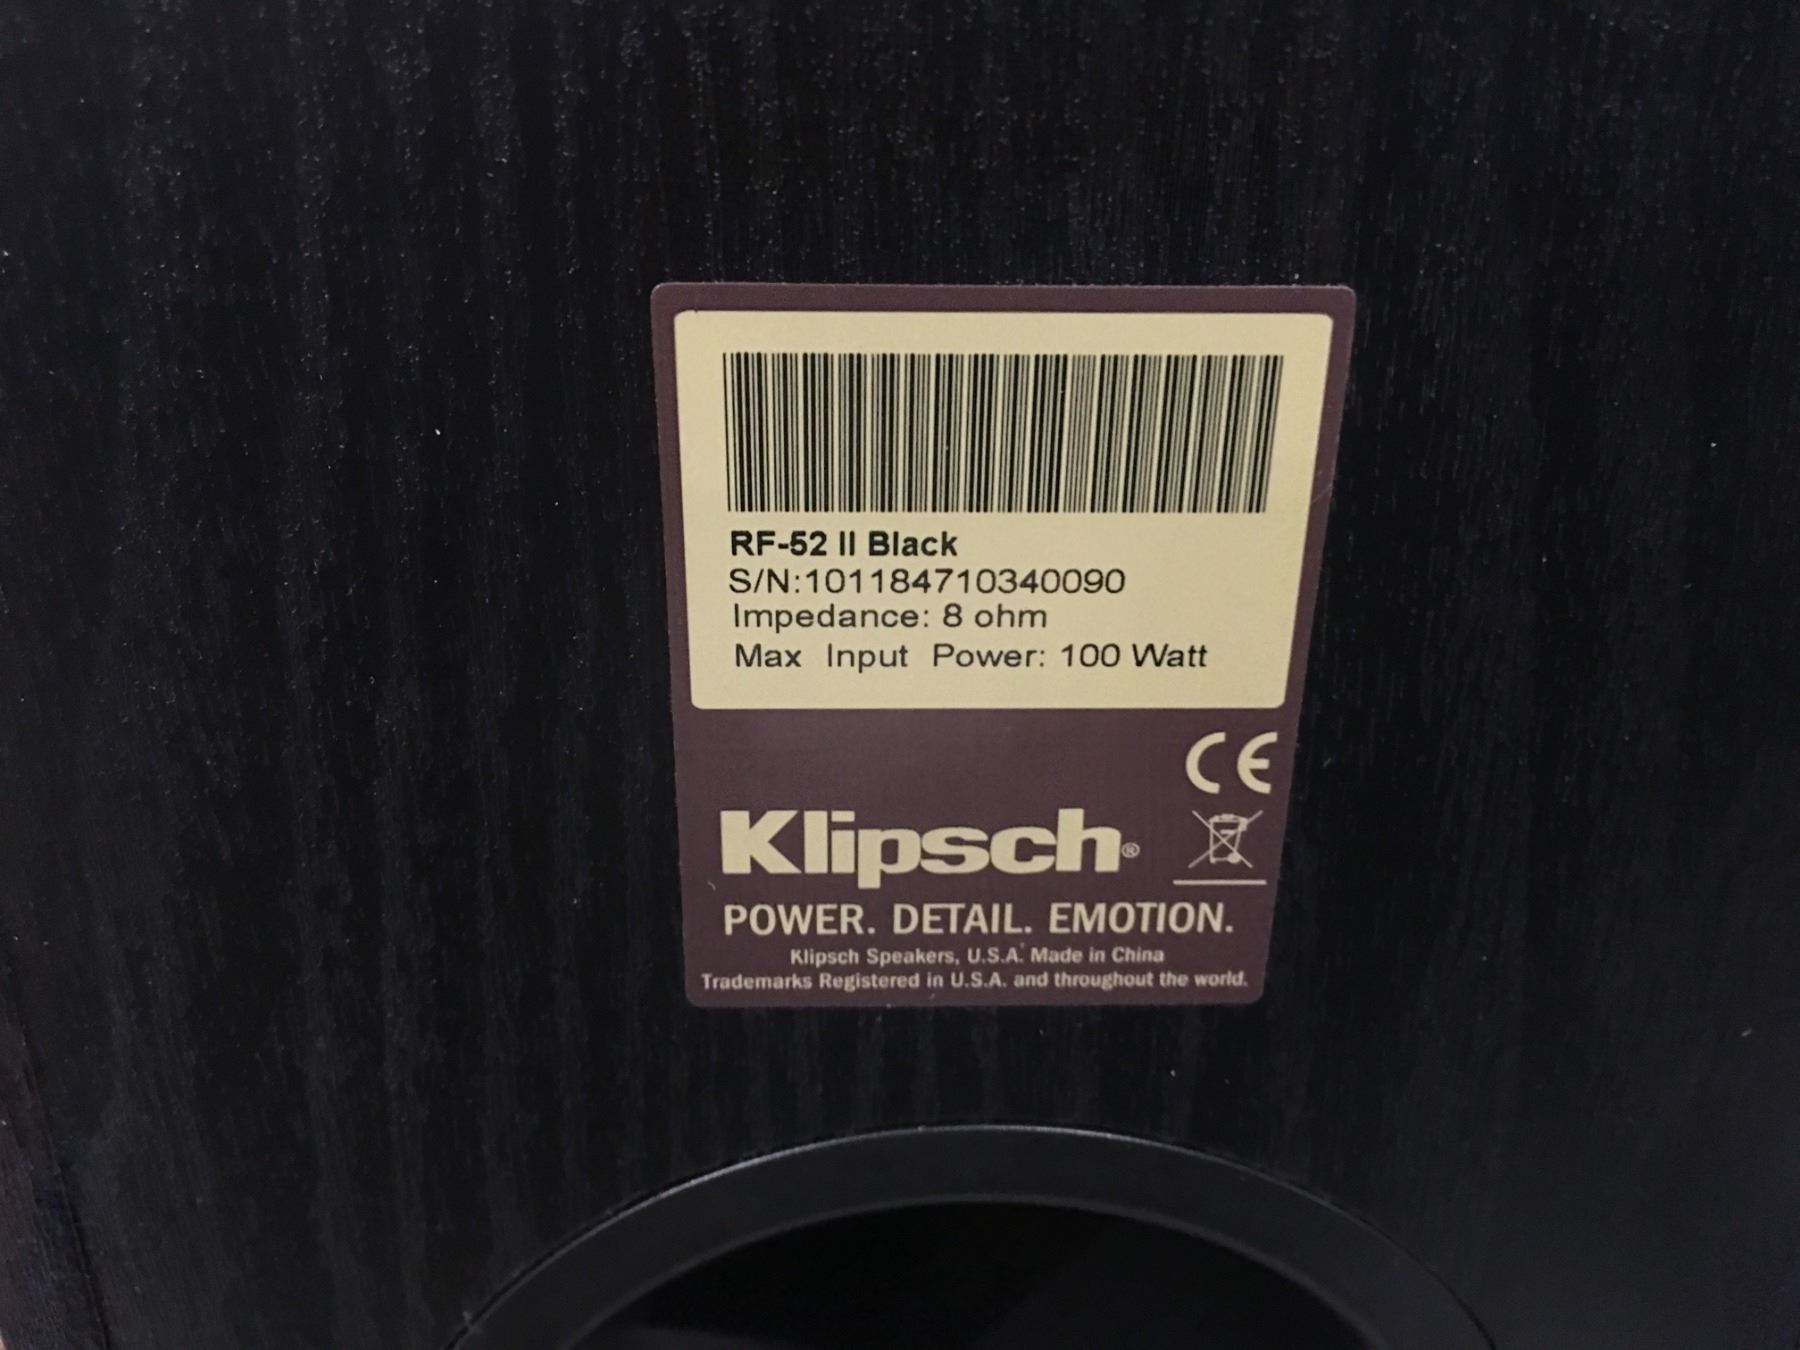 RF-52 II Black
S/N:101184710340090
Impedance: 8 ohm
Max Input Power: 100 Watt
CE
Klipsch®
POWER. DETAIL. EMOTION.
Klipsch Speakers, U.S.A. Made in China
Trademarks Registered in U.S.A. and throughout the world.